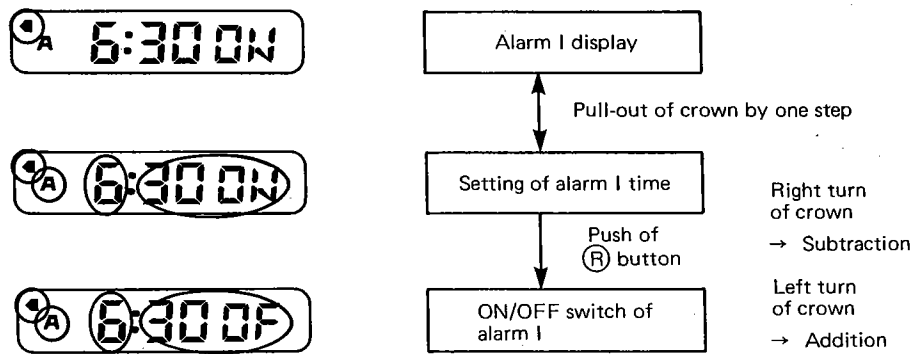 A 6:30 ON
Alarm I display
Pull-out of crown by one step
A 6:30 ON
Setting of alarm I time
Right turn
of crown
→ Subtraction
Push of
Ⓡ button
A 6:30 OF
ON/OFF switch of
alarm I
Left turn
of crown
→ Addition